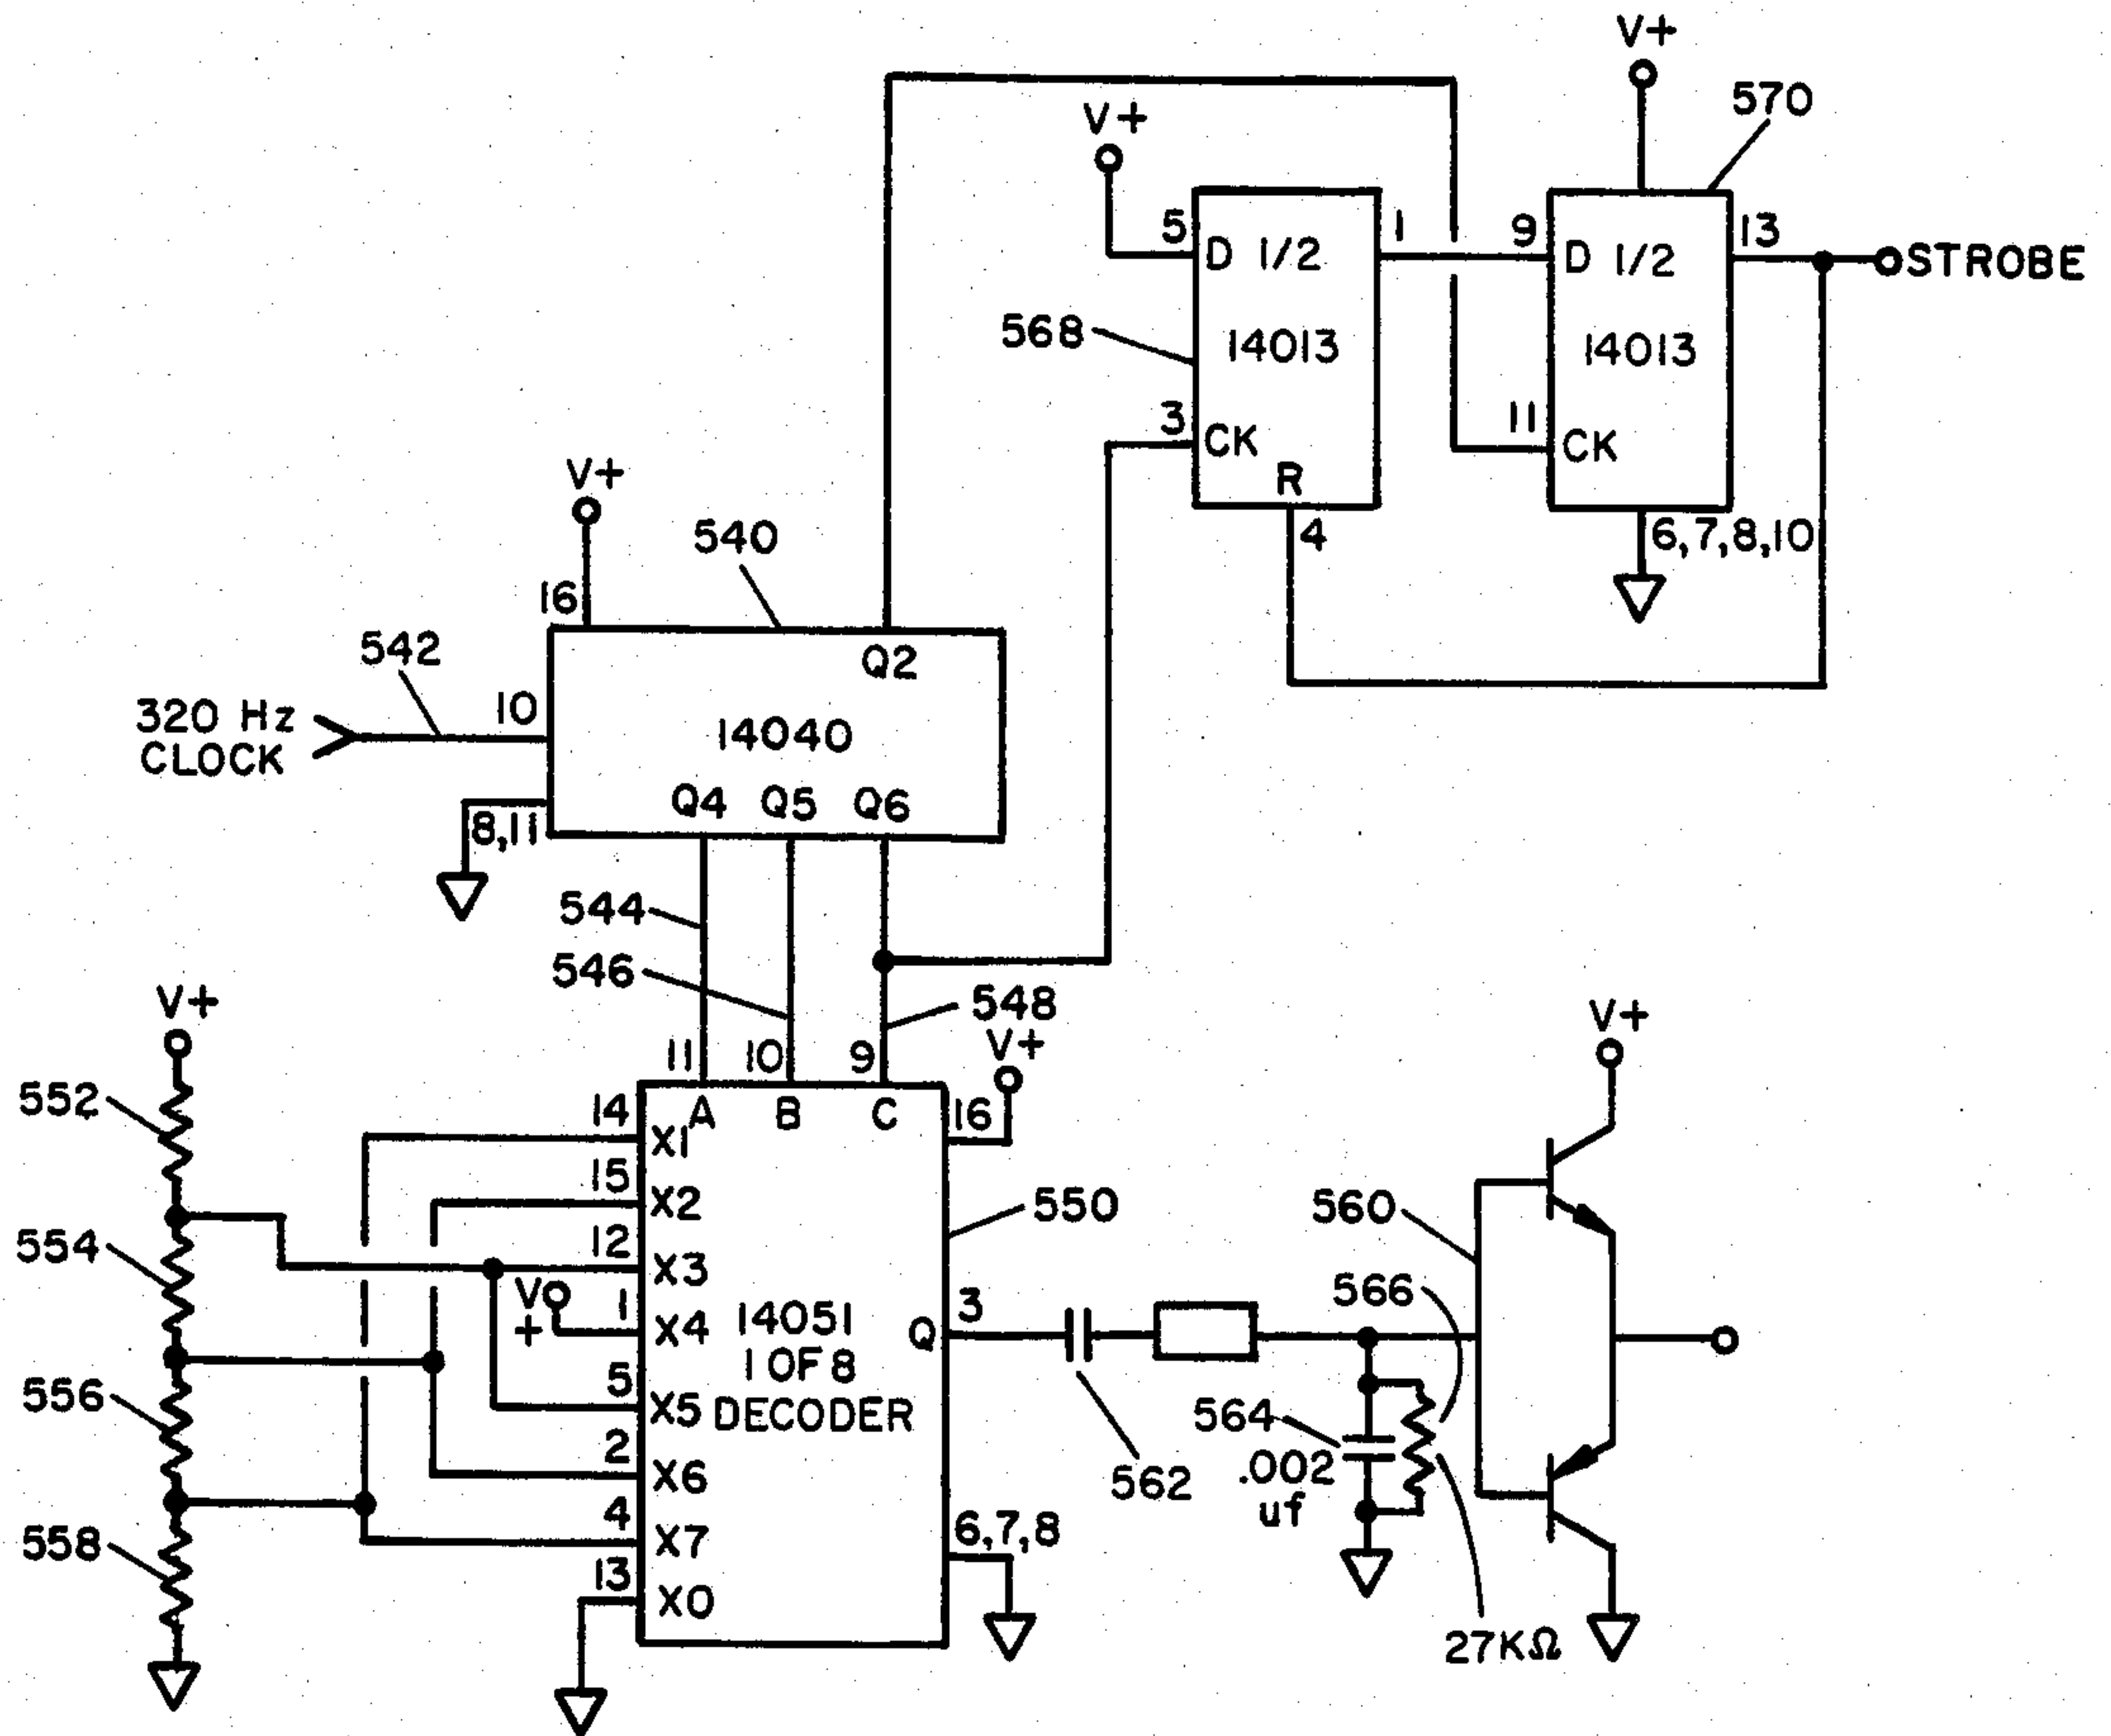 V+
570
V+
5
D 1/2
1
9
D 1/2
13
STROBE
568
14013
14013
3
CK
11
CK
R
4
6,7,8,10
V+
540
16
542
Q2
320 Hz
CLOCK
10
14040
Q4 Q5 Q6
8,11
544
546
548
V+
V+
V+
11
10
9
552
14
A
B
C
16
X1
15
X2
550
560
554
12
X3
V
+
1
X4
14051
1 OF 8
DECODER
Q
3
566
556
5
X5
564
.002
uf
562
2
X6
558
4
X7
6,7,8
13
X0
27KΩ